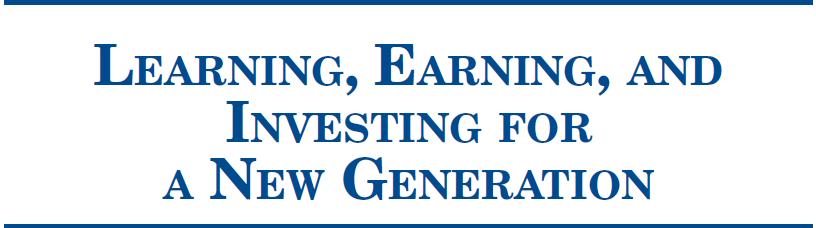 Learning, Earning, and
Investing for
a New Generation